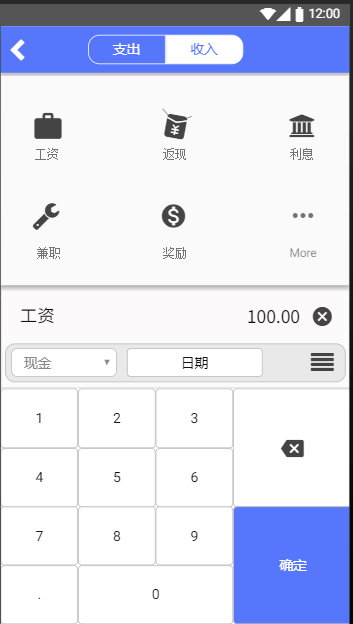 12:00
支出 收入
工资 返现 利息
兼职 奖励 More
工资 100.00
现金 日期
1 2 3
4 5 6
7 8 9
确定
. 0